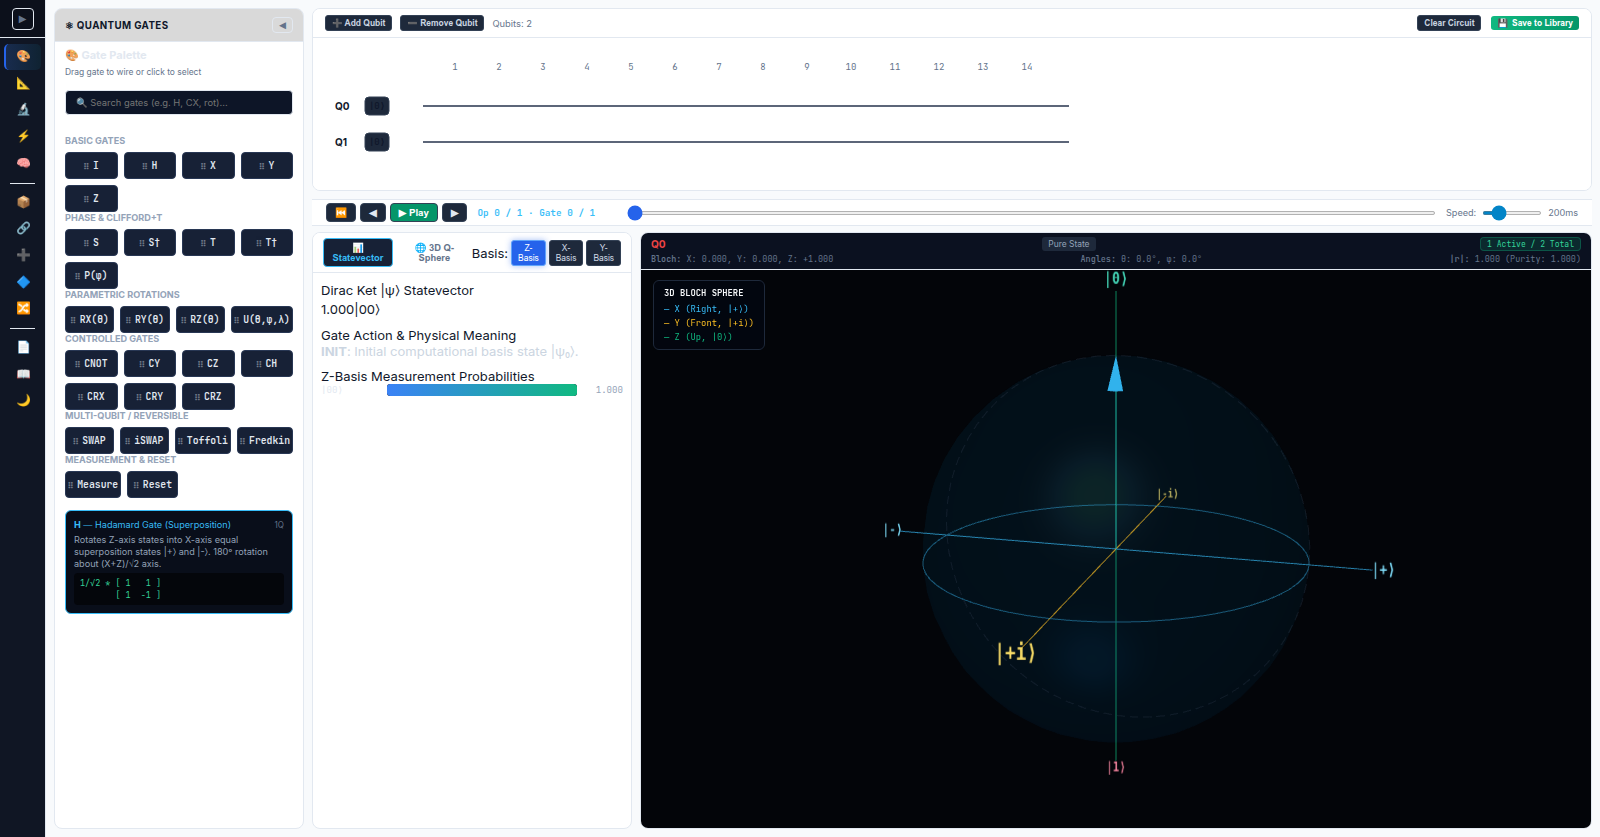 ⚛ QUANTUM GATES
Gate Palette
Drag gate to wire or click to select
Search gates (e.g. H, CX, rot)...
BASIC GATES
I H X Y
Z
PHASE & CLIFFORD+T
S S† T T†
P(φ)
PARAMETRIC ROTATIONS
RX(θ) RY(θ) RZ(θ) U(θ,φ,λ)
CONTROLLED GATES
CNOT CY CZ CH
CRX CRY CRZ
MULTI-QUBIT / REVERSIBLE
SWAP iSWAP Toffoli Fredkin
MEASUREMENT & RESET
Measure Reset
H — Hadamard Gate (Superposition) 1Q
Rotates Z-axis states into X-axis equal
superposition states |+⟩ and |-⟩. 180° rotation
about (X+Z)/√2 axis.
1/√2 * [ 1 1 ]
[ 1 -1 ]
Add Qubit Remove Qubit Qubits: 2 Clear Circuit Save to Library
1 2 3 4 5 6 7 8 9 10 11 12 13 14
Q0 |0⟩
Q1 |0⟩
Play Op 0 / 1 · Gate 0 / 1 Speed: 200ms
Statevector
3D Q-
Sphere
Basis:
Z-
Basis
X-
Basis
Y-
Basis
Dirac Ket |ψ⟩ Statevector
1.000|00⟩
Gate Action & Physical Meaning
INIT: Initial computational basis state |ψ₀⟩.
Z-Basis Measurement Probabilities
|00⟩ 1.000
Q0 Pure State 1 Active / 2 Total
Bloch: X: 0.000, Y: 0.000, Z: +1.000 Angles: θ: 0.0°, φ: 0.0° |r|: 1.000 (Purity: 1.000)
3D BLOCH SPHERE
— X (Right, |+⟩)
— Y (Front, |+i⟩)
— Z (Up, |0⟩)
|0⟩
|-i⟩
|-⟩
|+⟩
|+i⟩
|1⟩